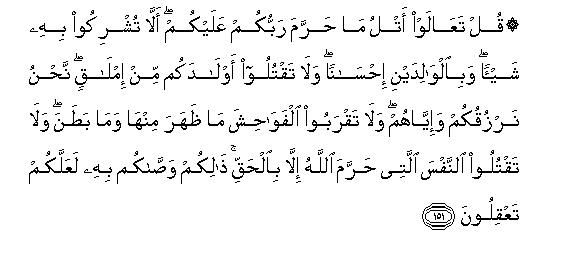 ۞ قُلْ تَعَالَوْا۟ أَتْلُ مَا حَرَّمَ رَبُّكُمْ عَلَيْكُمْ ۖ أَلَّا تُشْرِكُوا۟ بِهِۦ
شَيْـًٔا ۖ وَبِٱلْوَٰلِدَيْنِ إِحْسَـٰنًا ۖ وَلَا تَقْتُلُوٓا۟ أَوْلَـٰدَكُم مِّنْ إِمْلَـٰقٍ ۖ نَّحْنُ
نَرْزُقُكُمْ وَإِيَّاهُمْ ۖ وَلَا تَقْرَبُوا۟ ٱلْفَوَٰحِشَ مَا ظَهَرَ مِنْهَا وَمَا بَطَنَ ۖ وَلَا
تَقْتُلُوا۟ ٱلنَّفْسَ ٱلَّتِى حَرَّمَ ٱللَّهُ إِلَّا بِٱلْحَقِّ ۚ ذَٰلِكُمْ وَصَّىٰكُم بِهِۦ لَعَلَّكُمْ
تَعْقِلُونَ ١٥١